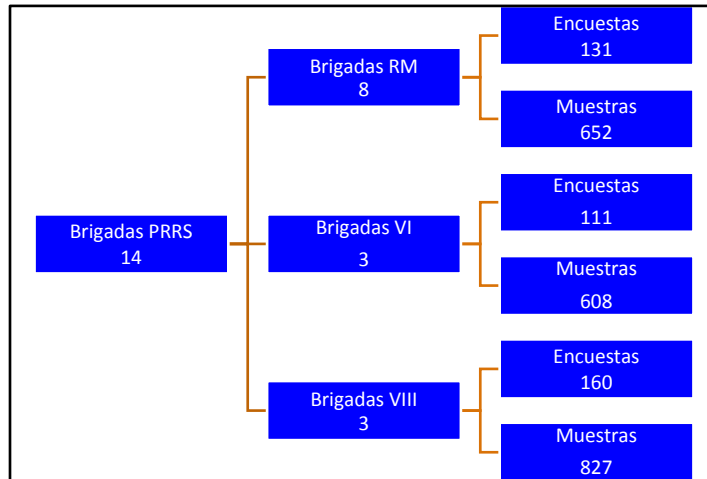 Brigadas PRRS
14
Brigadas RM
8
Encuestas
131
Muestras
652
Brigadas VI
3
Encuestas
111
Muestras
608
Brigadas VIII
3
Encuestas
160
Muestras
827